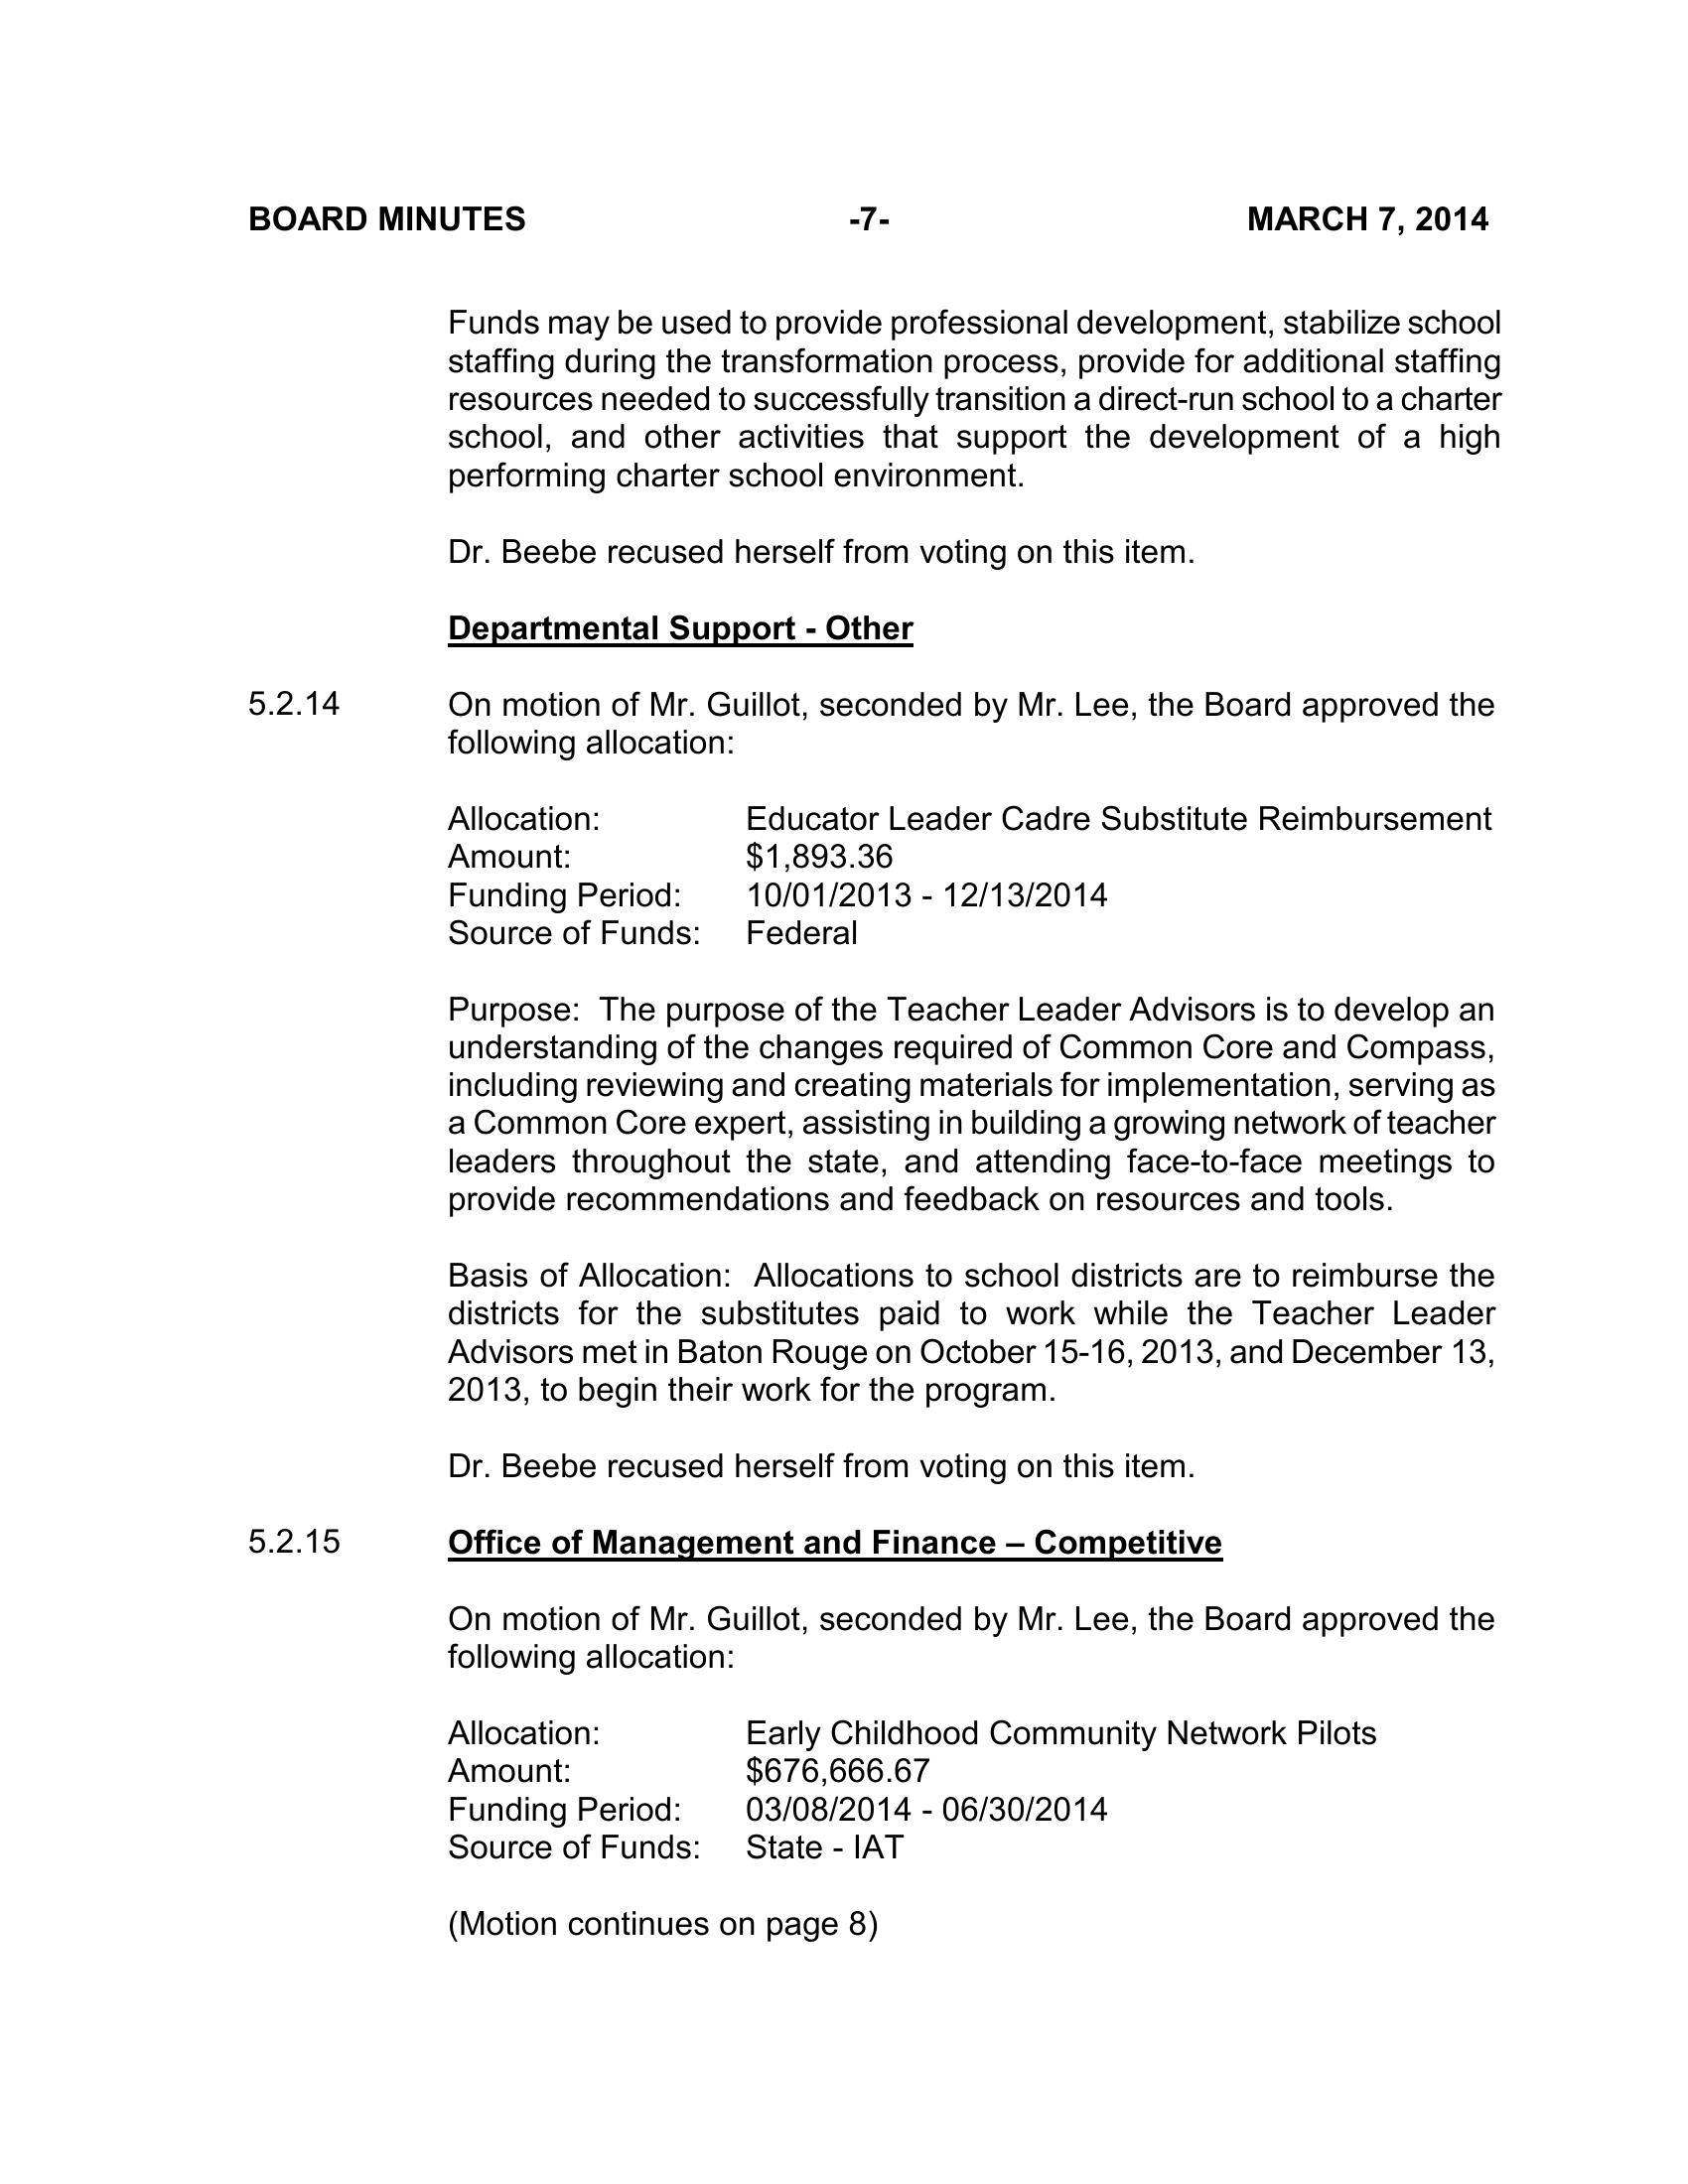 BOARD MINUTES -7- MARCH 7, 2014
Funds may be used to provide professional development, stabilize school
staffing during the transformation process, provide for additional staffing
resources needed to successfully transition a direct-run school to a charter
school, and other activities that support the development of a high
performing charter school environment.
Dr. Beebe recused herself from voting on this item.
Departmental Support - Other
5.2.14 On motion of Mr. Guillot, seconded by Mr. Lee, the Board approved the
following allocation:
Allocation: Educator Leader Cadre Substitute Reimbursement
Amount: $1,893.36
Funding Period: 10/01/2013 - 12/13/2014
Source of Funds: Federal
Purpose: The purpose of the Teacher Leader Advisors is to develop an
understanding of the changes required of Common Core and Compass,
including reviewing and creating materials for implementation, serving as
a Common Core expert, assisting in building a growing network of teacher
leaders throughout the state, and attending face-to-face meetings to
provide recommendations and feedback on resources and tools.
Basis of Allocation: Allocations to school districts are to reimburse the
districts for the substitutes paid to work while the Teacher Leader
Advisors met in Baton Rouge on October 15-16, 2013, and December 13,
2013, to begin their work for the program.
Dr. Beebe recused herself from voting on this item.
5.2.15 Office of Management and Finance – Competitive
On motion of Mr. Guillot, seconded by Mr. Lee, the Board approved the
following allocation:
Allocation: Early Childhood Community Network Pilots
Amount: $676,666.67
Funding Period: 03/08/2014 - 06/30/2014
Source of Funds: State - IAT
(Motion continues on page 8)